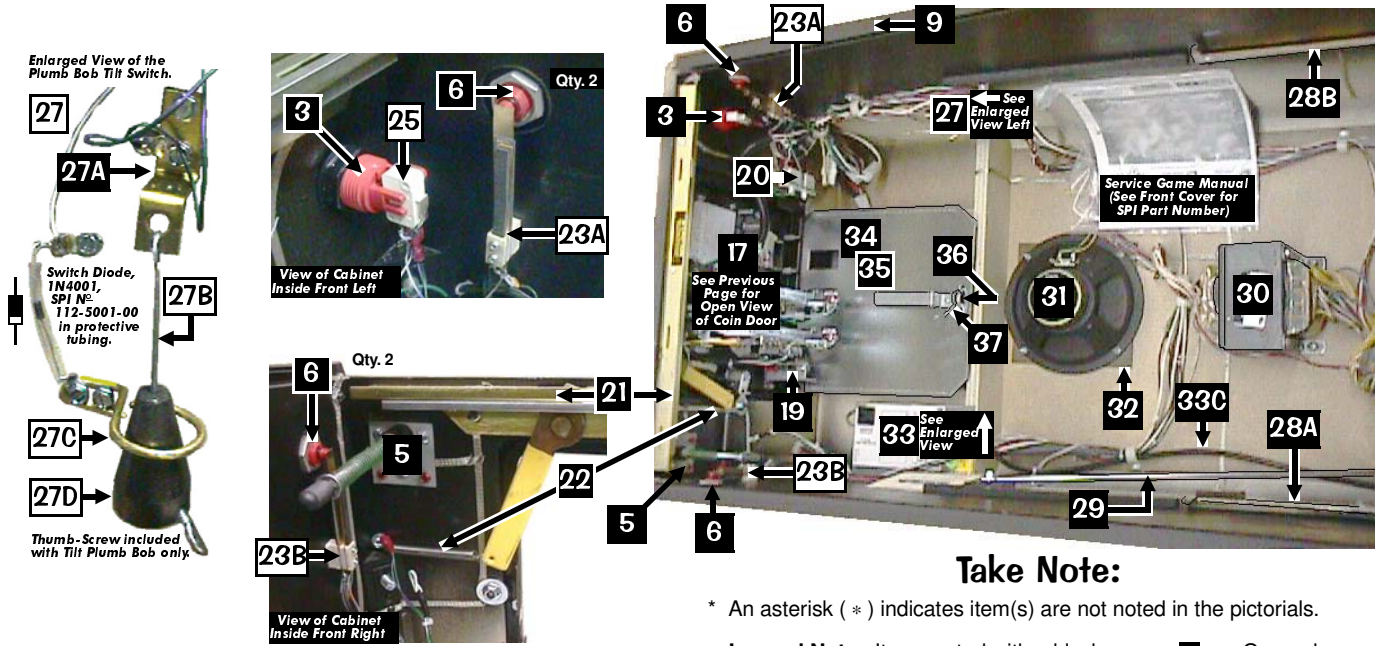 Enlarged View of the
Plumb Bob Tilt Switch.
27
27A
Switch Diode,
1N4001,
SPI Nº
112-5001-00
in protective
tubing.
27B
27C
27D
Thumb-Screw included
with Tilt Plumb Bob only.
3
25
6
Qty. 2
23A
View of Cabinet
Inside Front Left
Qty. 2
6
5
21
22
23B
View of Cabinet
Inside Front Right
6
23A
9
3
27
See
Enlarged
View Left
28B
20
Service Game Manual
(See Front Cover for
SPI Part Number)
17
See Previous
Page for
Open View
of Coin Door
34
35
36
31
30
37
19
32
33C
33
See
Enlarged
View
28A
23B
5
6
29
Take Note:
* An asterisk ( * ) indicates item(s) are not noted in the pictorials.